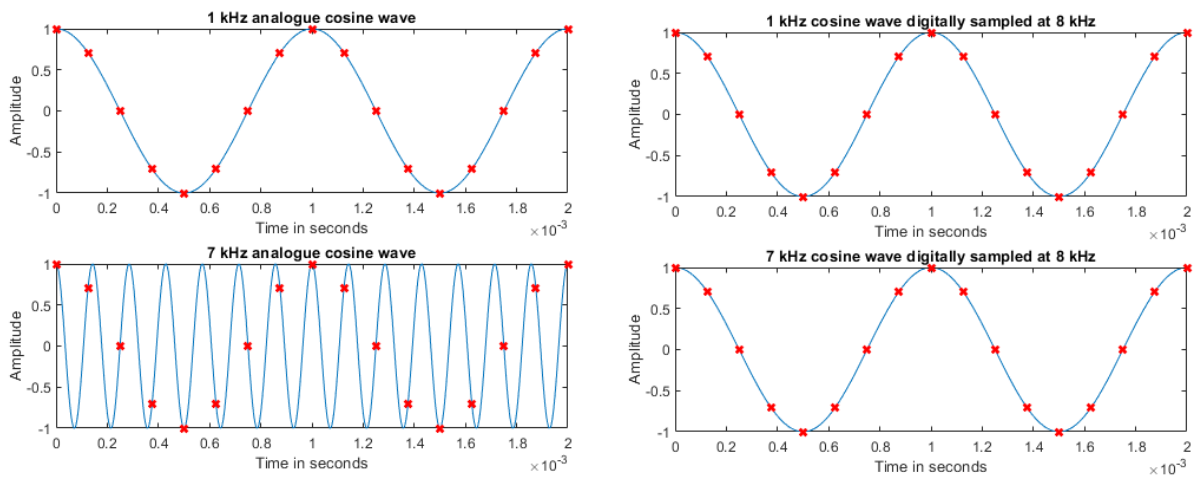 1 kHz analogue cosine wave
1
0.5
0
-0.5
-1
Amplitude
0 0.2 0.4 0.6 0.8 1 1.2 1.4 1.6 1.8 2
Time in seconds
×10⁻³
1 kHz cosine wave digitally sampled at 8 kHz
1
0.5
0
-0.5
-1
Amplitude
0 0.2 0.4 0.6 0.8 1 1.2 1.4 1.6 1.8 2
Time in seconds
×10⁻³
7 kHz analogue cosine wave
1
0.5
0
-0.5
-1
Amplitude
0 0.2 0.4 0.6 0.8 1 1.2 1.4 1.6 1.8 2
Time in seconds
×10⁻³
7 kHz cosine wave digitally sampled at 8 kHz
1
0.5
0
-0.5
-1
Amplitude
0 0.2 0.4 0.6 0.8 1 1.2 1.4 1.6 1.8 2
Time in seconds
×10⁻³